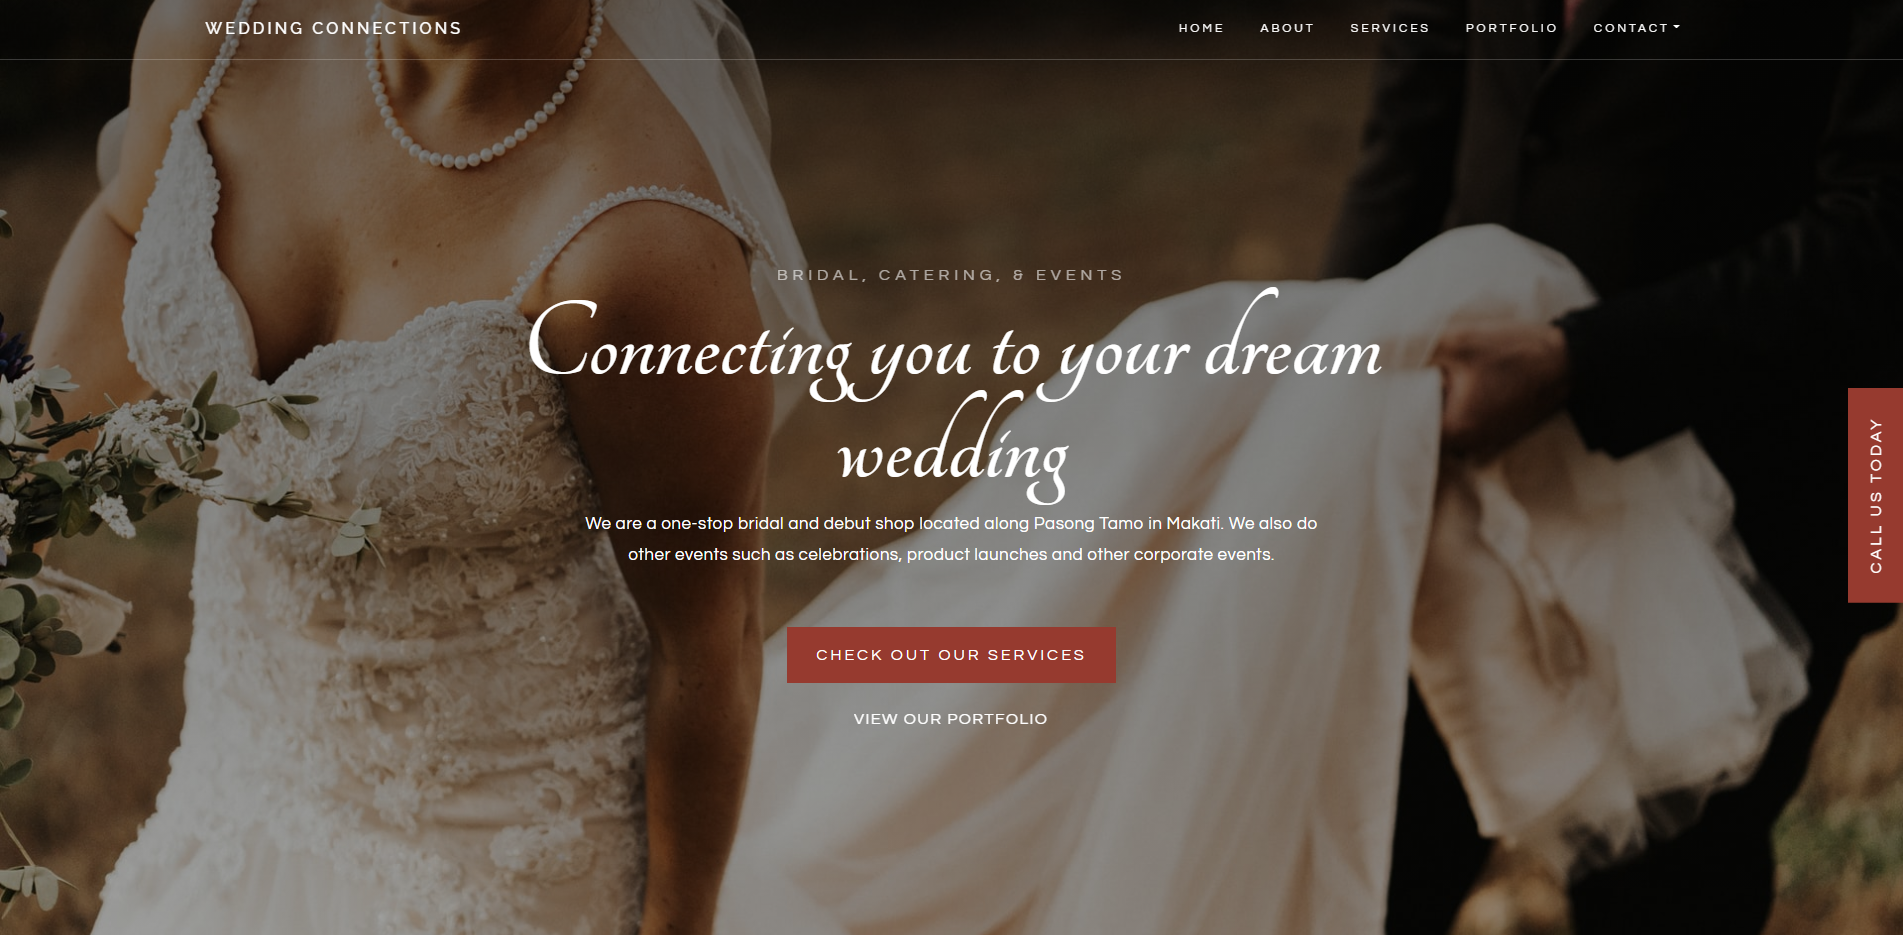 WEDDING CONNECTIONS
HOME
ABOUT
SERVICES
PORTFOLIO
CONTACT
BRIDAL, CATERING, & EVENTS
Connecting you to your dream
wedding
We are a one-stop bridal and debut shop located along Pasong Tamo in Makati. We also do
other events such as celebrations, product launches and other corporate events.
CALL US TODAY
CHECK OUT OUR SERVICES
VIEW OUR PORTFOLIO